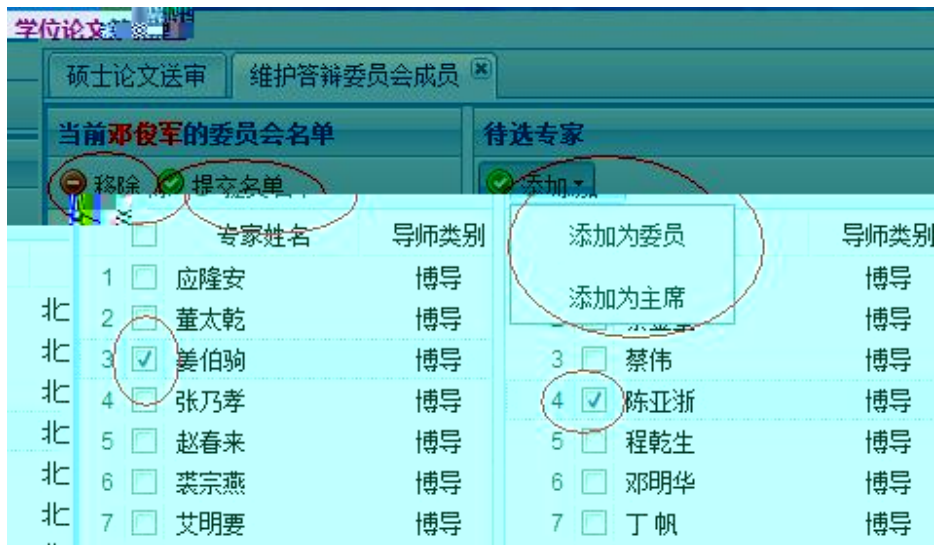 学位论文
硕士论文送审 维护答辩委员会成员
当前邓俊军的委员会名单 待选专家
移除 提交名单 添加
专家姓名 导师类别 添加为委员 导师类别
1 应隆安 博导 博导
添加为主席
北 2 董太乾 博导 博导
北 3 姜伯驹 博导 3 蔡伟 博导
北 4 张乃孝 博导 4 陈亚浙 博导
北 5 赵春来 博导 5 程乾生 博导
北 6 裘宗燕 博导 6 邓明华 博导
北 7 艾明要 博导 7 丁帆 博导